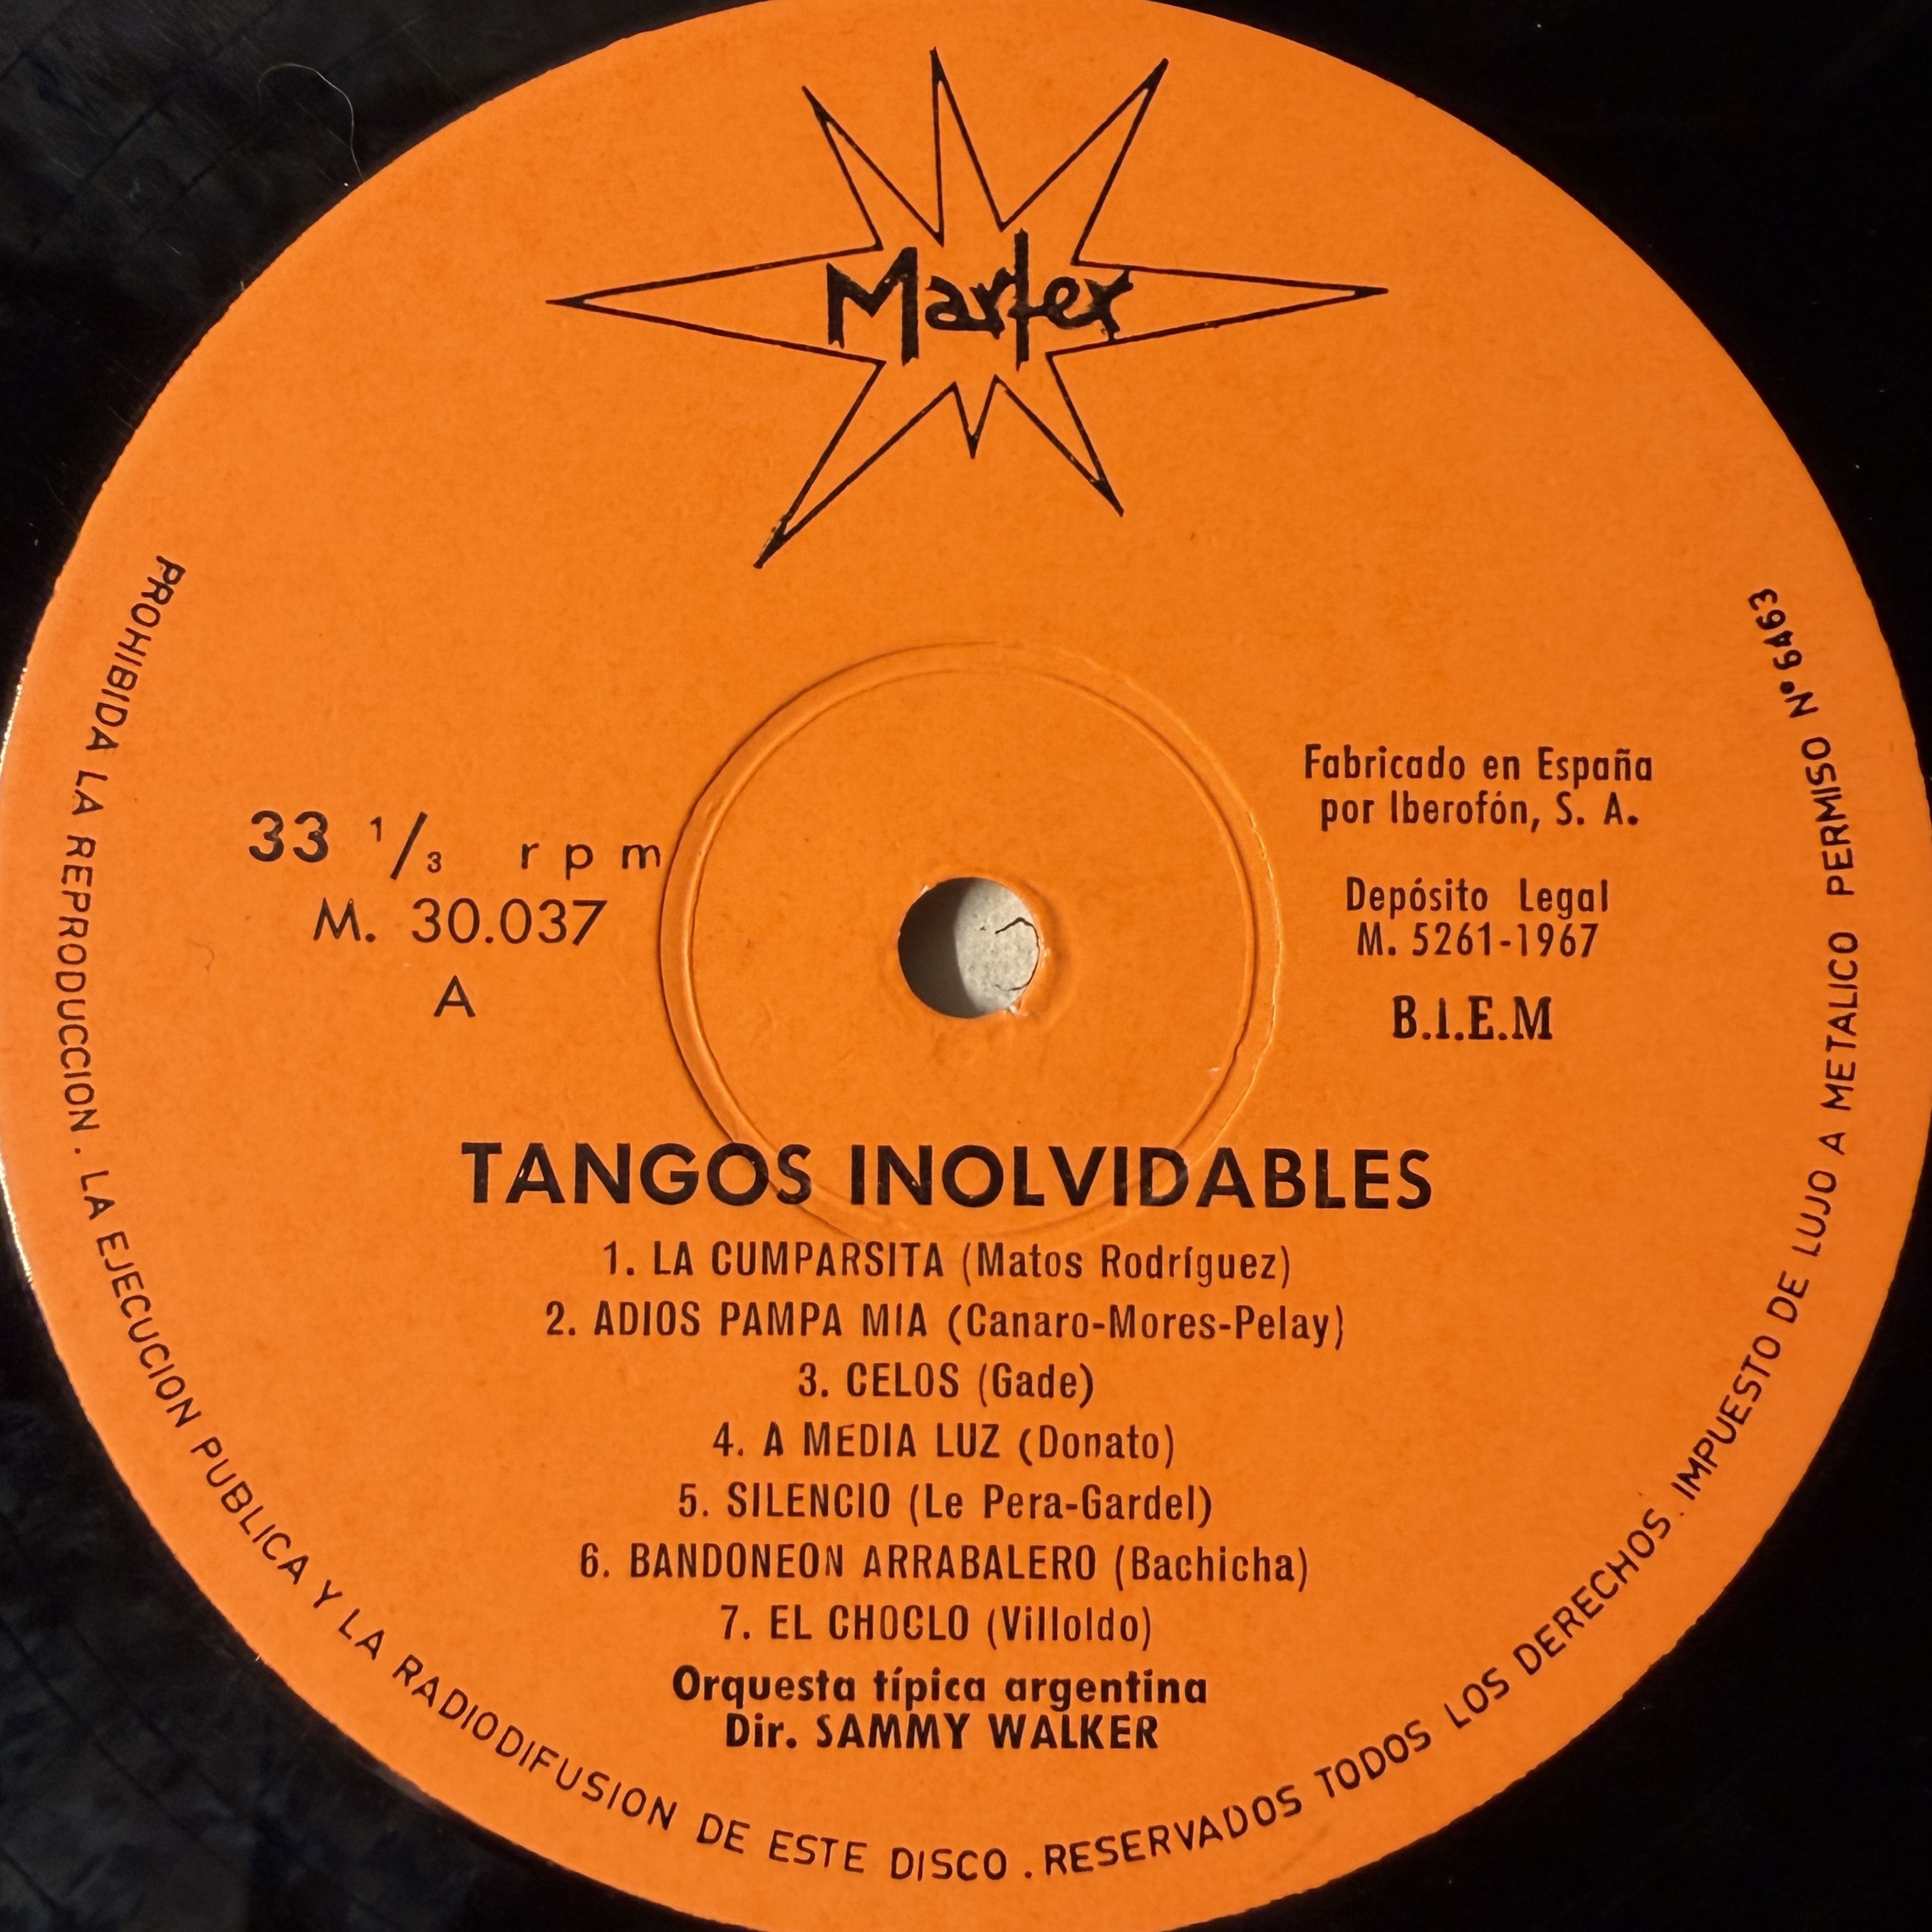 Marfer
33 1/3 rpm
M. 30.037
A
Fabricado en España
por Iberofón, S. A.
Depósito Legal
M. 5261-1967
B.I.E.M
TANGOS INOLVIDABLES
1. LA CUMPARSITA (Matos Rodríguez)
2. ADIOS PAMPA MIA (Canaro-Mores-Pelay)
3. CELOS (Gade)
4. A MEDIA LUZ (Donato)
5. SILENCIO (Le Pera-Gardel)
6. BANDONEON ARRABALERO (Bachicha)
7. EL CHOCLO (Villoldo)
Orquesta típica argentina
Dir. SAMMY WALKER
PROHIBIDA LA REPRODUCCION. LA EJECUCION PUBLICA Y LA RADIODIFUSION DE ESTE DISCO. RESERVADOS TODOS LOS DERECHOS. IMPUESTO DE LUJO A METALICO PERMISO Nº 6463